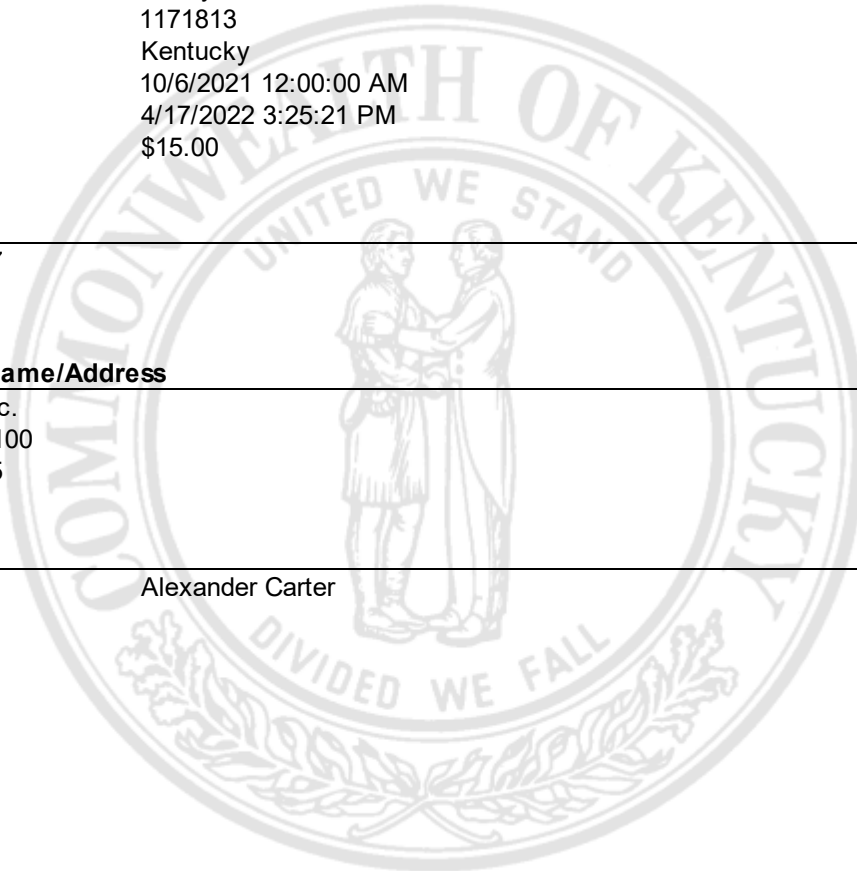 1171813
Kentucky
10/6/2021 12:00:00 AM
4/17/2022 3:25:21 PM
$15.00
ame/Address
c.
100
Alexander Carter
COMMONWEALTH OF KENTUCKY
UNITED WE STAND
DIVIDED WE FALL